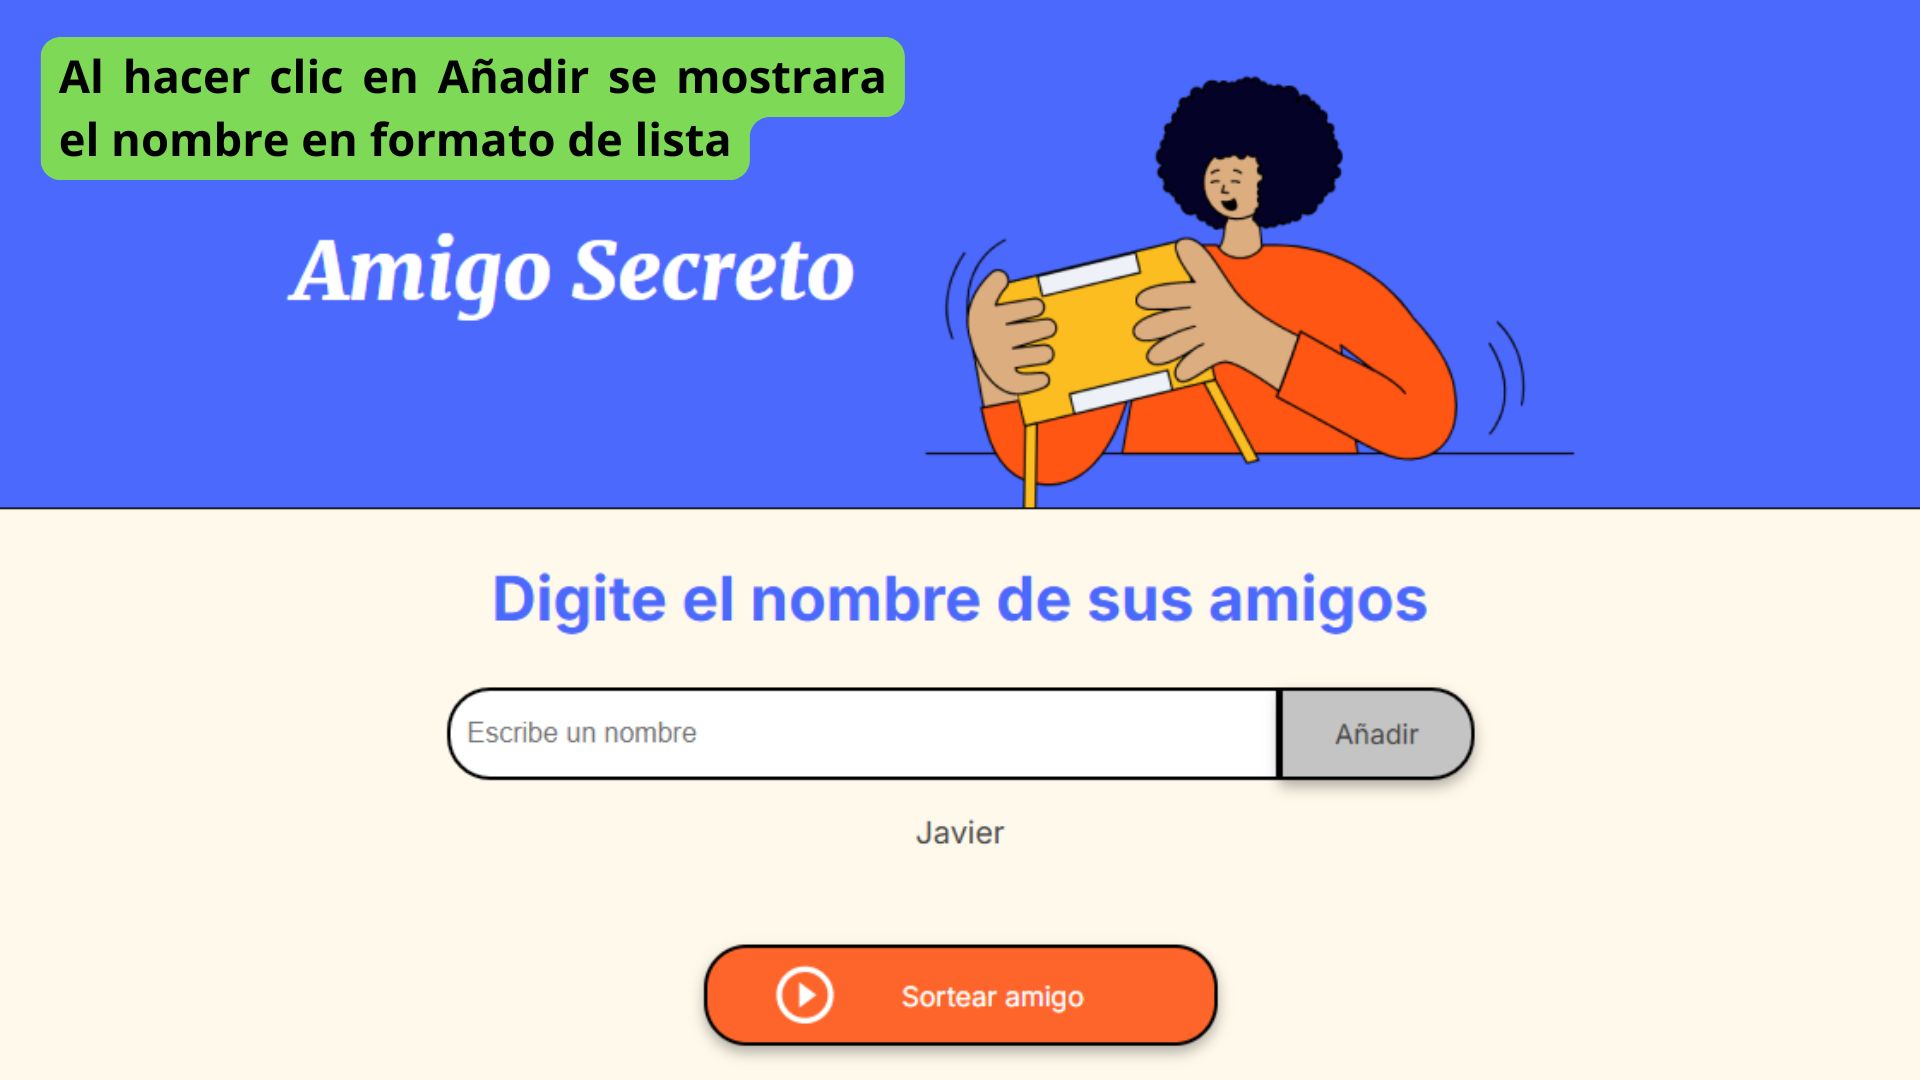 Al hacer clic en Añadir se mostrara
el nombre en formato de lista
Amigo Secreto
Digite el nombre de sus amigos
Escribe un nombre
Añadir
Javier
Sortear amigo